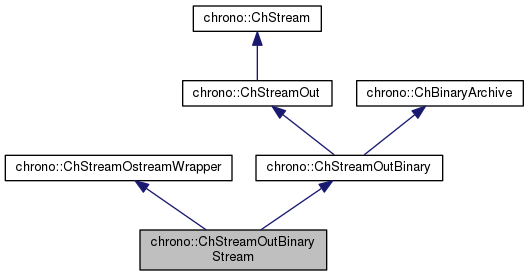 chrono::ChStream
chrono::ChStreamOut
chrono::ChBinaryArchive
chrono::ChStreamOstreamWrapper
chrono::ChStreamOutBinary
chrono::ChStreamOutBinary
Stream